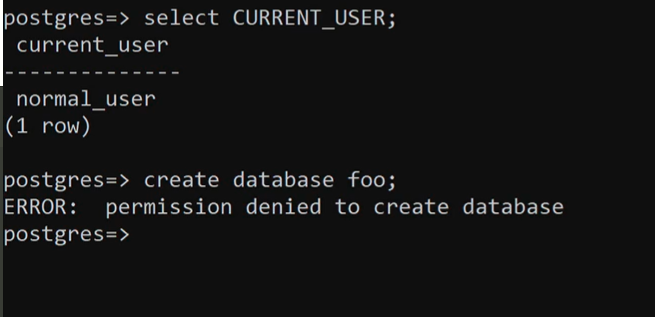 postgres=> select CURRENT_USER;
 current_user
--------------
 normal_user
(1 row)

postgres=> create database foo;
ERROR:  permission denied to create database
postgres=>